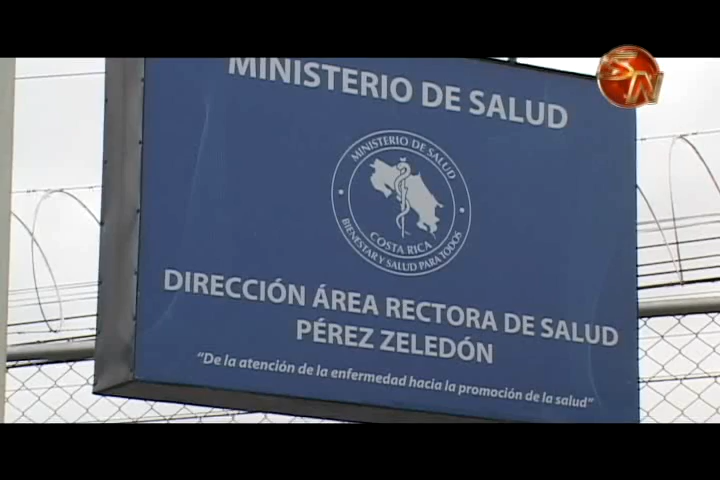 SN
MINISTERIO DE SALUD
MINISTERIO DE SALUD
COSTA RICA
BIENESTAR Y SALUD PARA TODOS
DIRECCIÓN ÁREA RECTORA DE SALUD
PÉREZ ZELEDÓN
“De la atención de la enfermedad hacia la promoción de la salud”